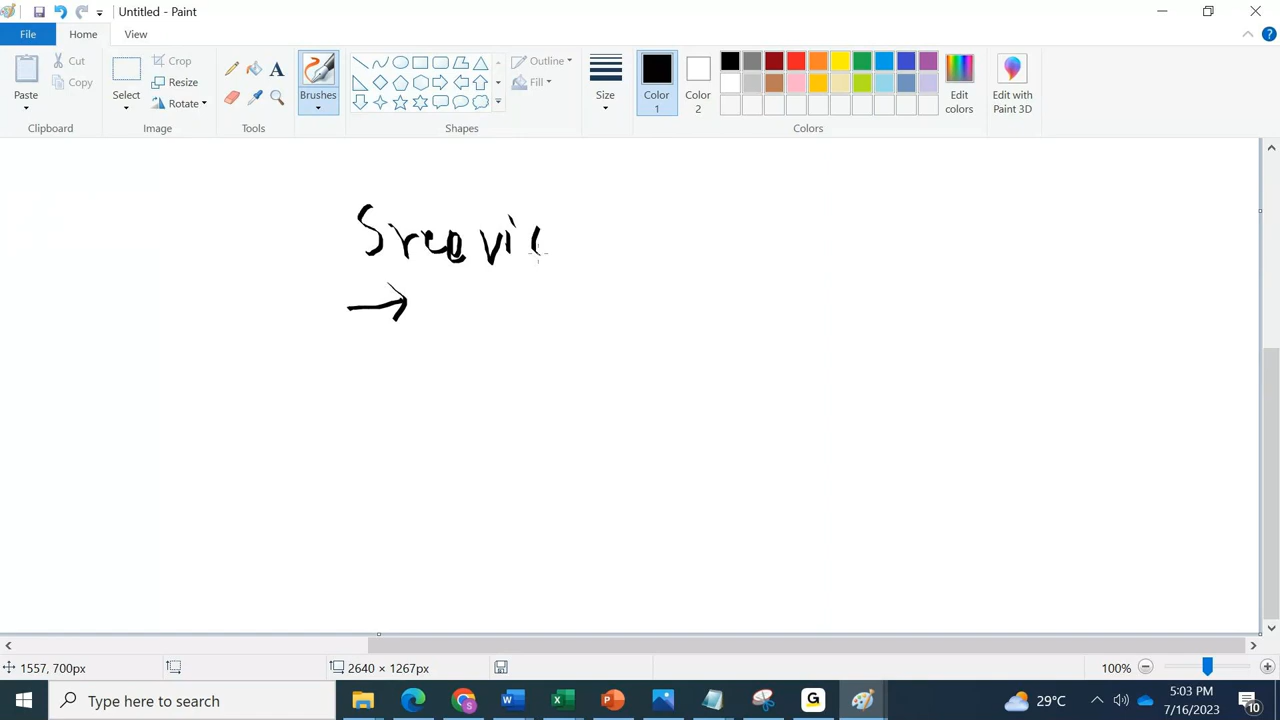 Untitled - Paint
File Home View
Paste
Cut
Copy
Clipboard
Select
Crop
Resize
Rotate
Image
Tools
Brushes
Shapes
Outline
Fill
Size
Color 1
Color 2
Edit colors
Colors
Edit with Paint 3D
→
1557, 700px
2640 × 1267px
100%
Type here to search
29°C
5:03 PM
7/16/2023
10